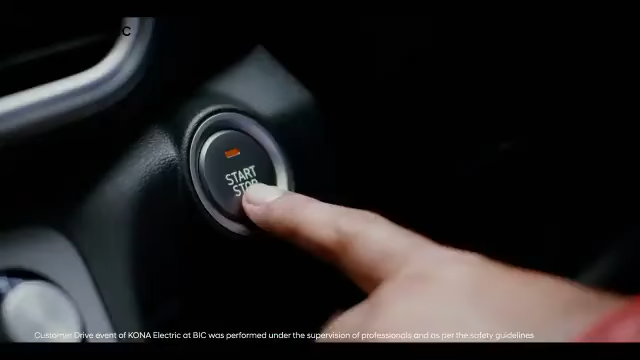 C
START
STOP
Customer Drive event of KONA Electric at BIC was performed under the supervision of professionals and as per the safety guidelines